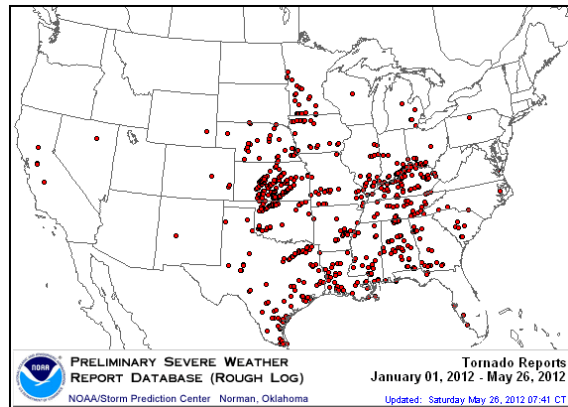 NOAA
PRELIMINARY SEVERE WEATHER
REPORT DATABASE (ROUGH LOG)
NOAA/Storm Prediction Center Norman, Oklahoma
Tornado Reports
January 01, 2012 - May 26, 2012
Updated: Saturday May 26, 2012 07:41 CT